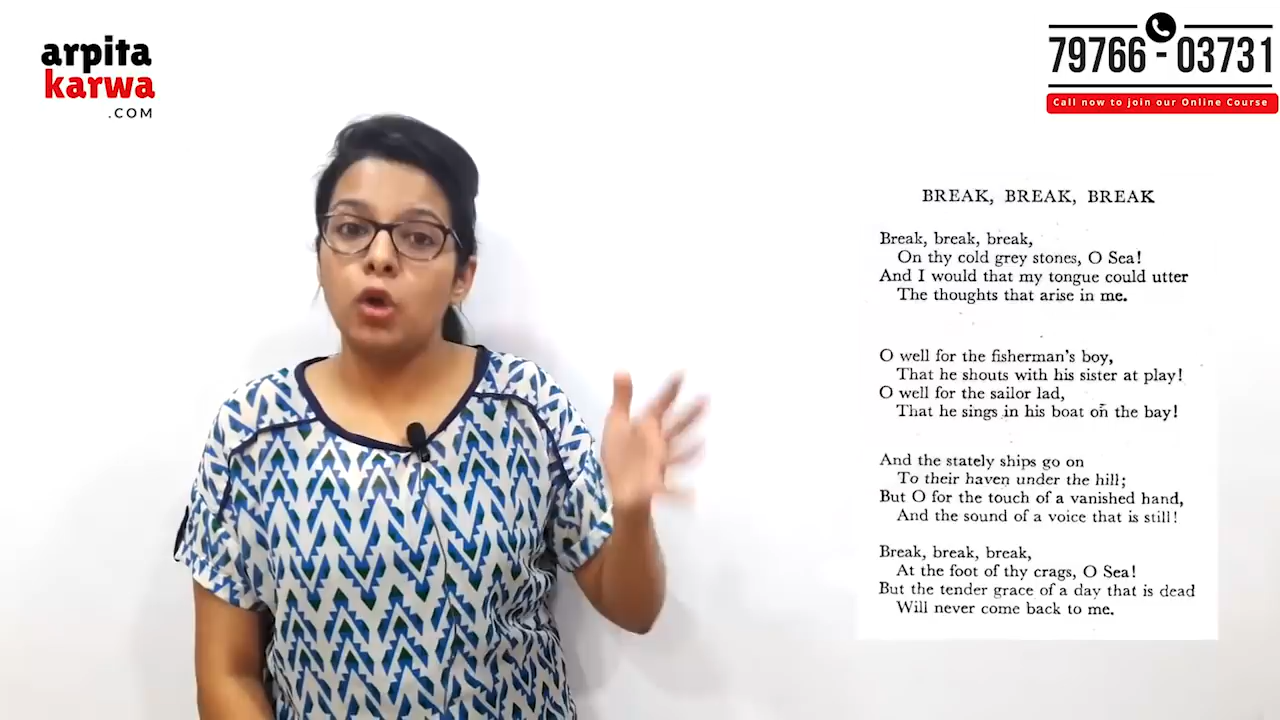 arpita
karwa
.COM
79766 - 03731
Call now to join our Online Course
BREAK, BREAK, BREAK
Break, break, break,
On thy cold grey stones, O Sea!
And I would that my tongue could utter
The thoughts that arise in me.
O well for the fisherman's boy,
That he shouts with his sister at play!
O well for the sailor lad,
That he sings in his boat on the bay!
And the stately ships go on
To their haven under the hill;
But O for the touch of a vanished hand,
And the sound of a voice that is still!
Break, break, break,
At the foot of thy crags, O Sea!
But the tender grace of a day that is dead
Will never come back to me.